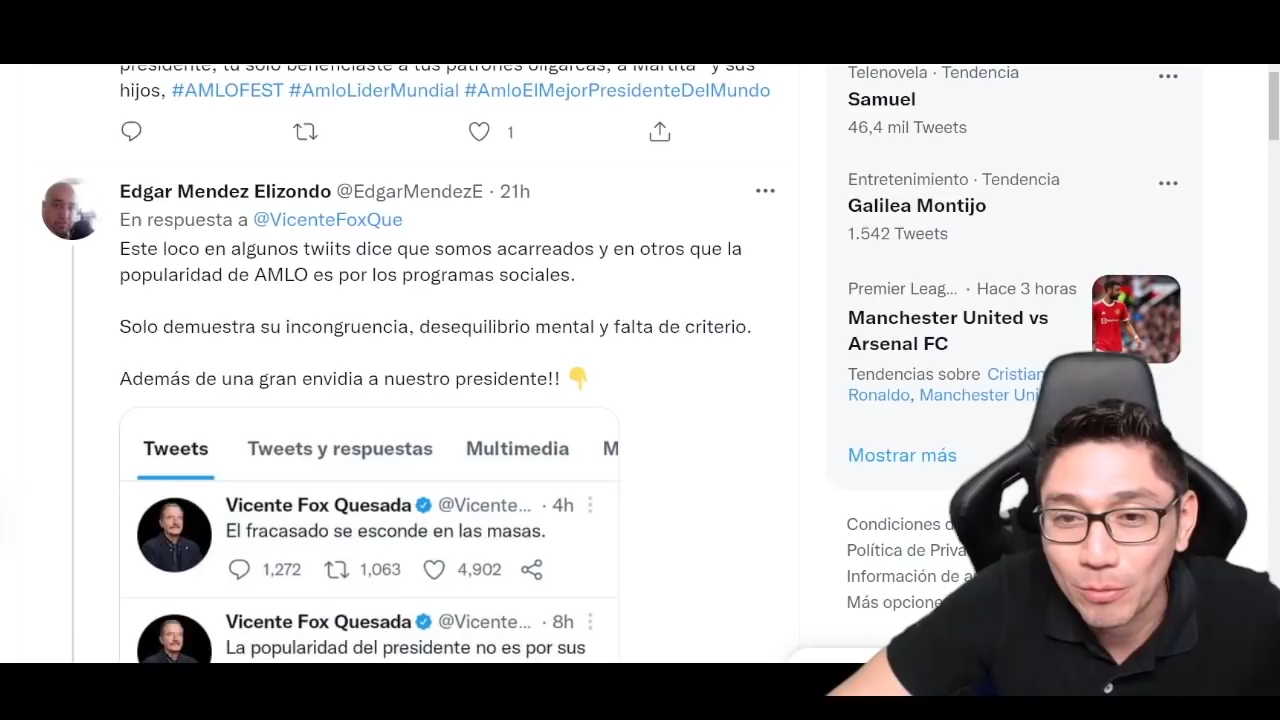 presidente, tu solo beneficiaste a tus patrones oligarcas, a Martita y sus
hijos, #AMLOFEST #AmloLiderMundial #AmloElMejorPresidenteDelMundo
1
Edgar Mendez Elizondo @EdgarMendezE · 21h
En respuesta a @VicenteFoxQue
Este loco en algunos twiits dice que somos acarreados y en otros que la
popularidad de AMLO es por los programas sociales.
Solo demuestra su incongruencia, desequilibrio mental y falta de criterio.
Además de una gran envidia a nuestro presidente!! 👇
Tweets Tweets y respuestas Multimedia M
Vicente Fox Quesada @Vicente... · 4h
El fracasado se esconde en las masas.
1,272 1,063 4,902
Vicente Fox Quesada @Vicente... · 8h
La popularidad del presidente no es por sus
Telenovela · Tendencia
Samuel
46,4 mil Tweets
Entretenimiento · Tendencia
Galilea Montijo
1.542 Tweets
Premier Leag... · Hace 3 horas
Manchester United vs
Arsenal FC
Tendencias sobre Cristian
Ronaldo, Manchester Uni
Mostrar más
Condiciones d
Política de Priva
Información de a
Más opcione